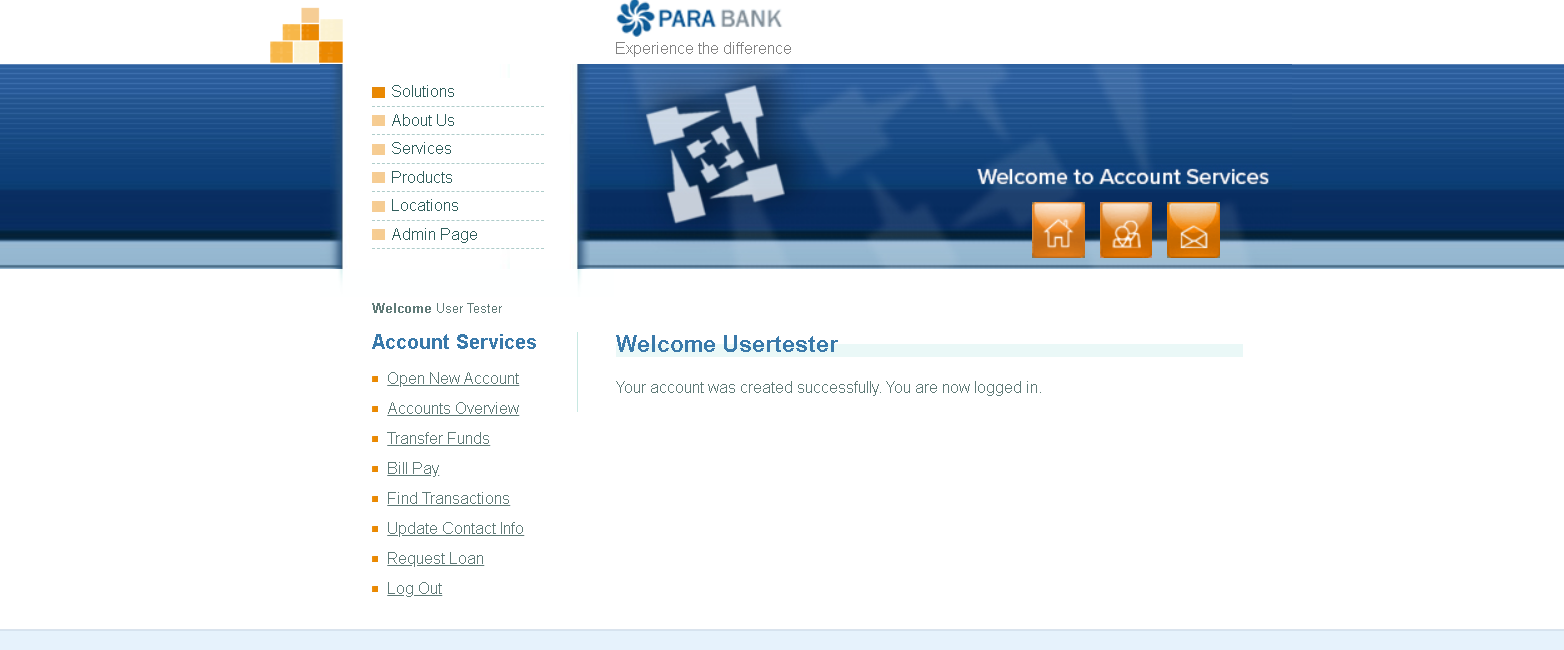 PARA BANK
Experience the difference
Solutions
About Us
Services
Products
Locations
Admin Page
Welcome to Account Services
Welcome User Tester
Account Services
Open New Account
Accounts Overview
Transfer Funds
Bill Pay
Find Transactions
Update Contact Info
Request Loan
Log Out
Welcome Usertester
Your account was created successfully. You are now logged in.